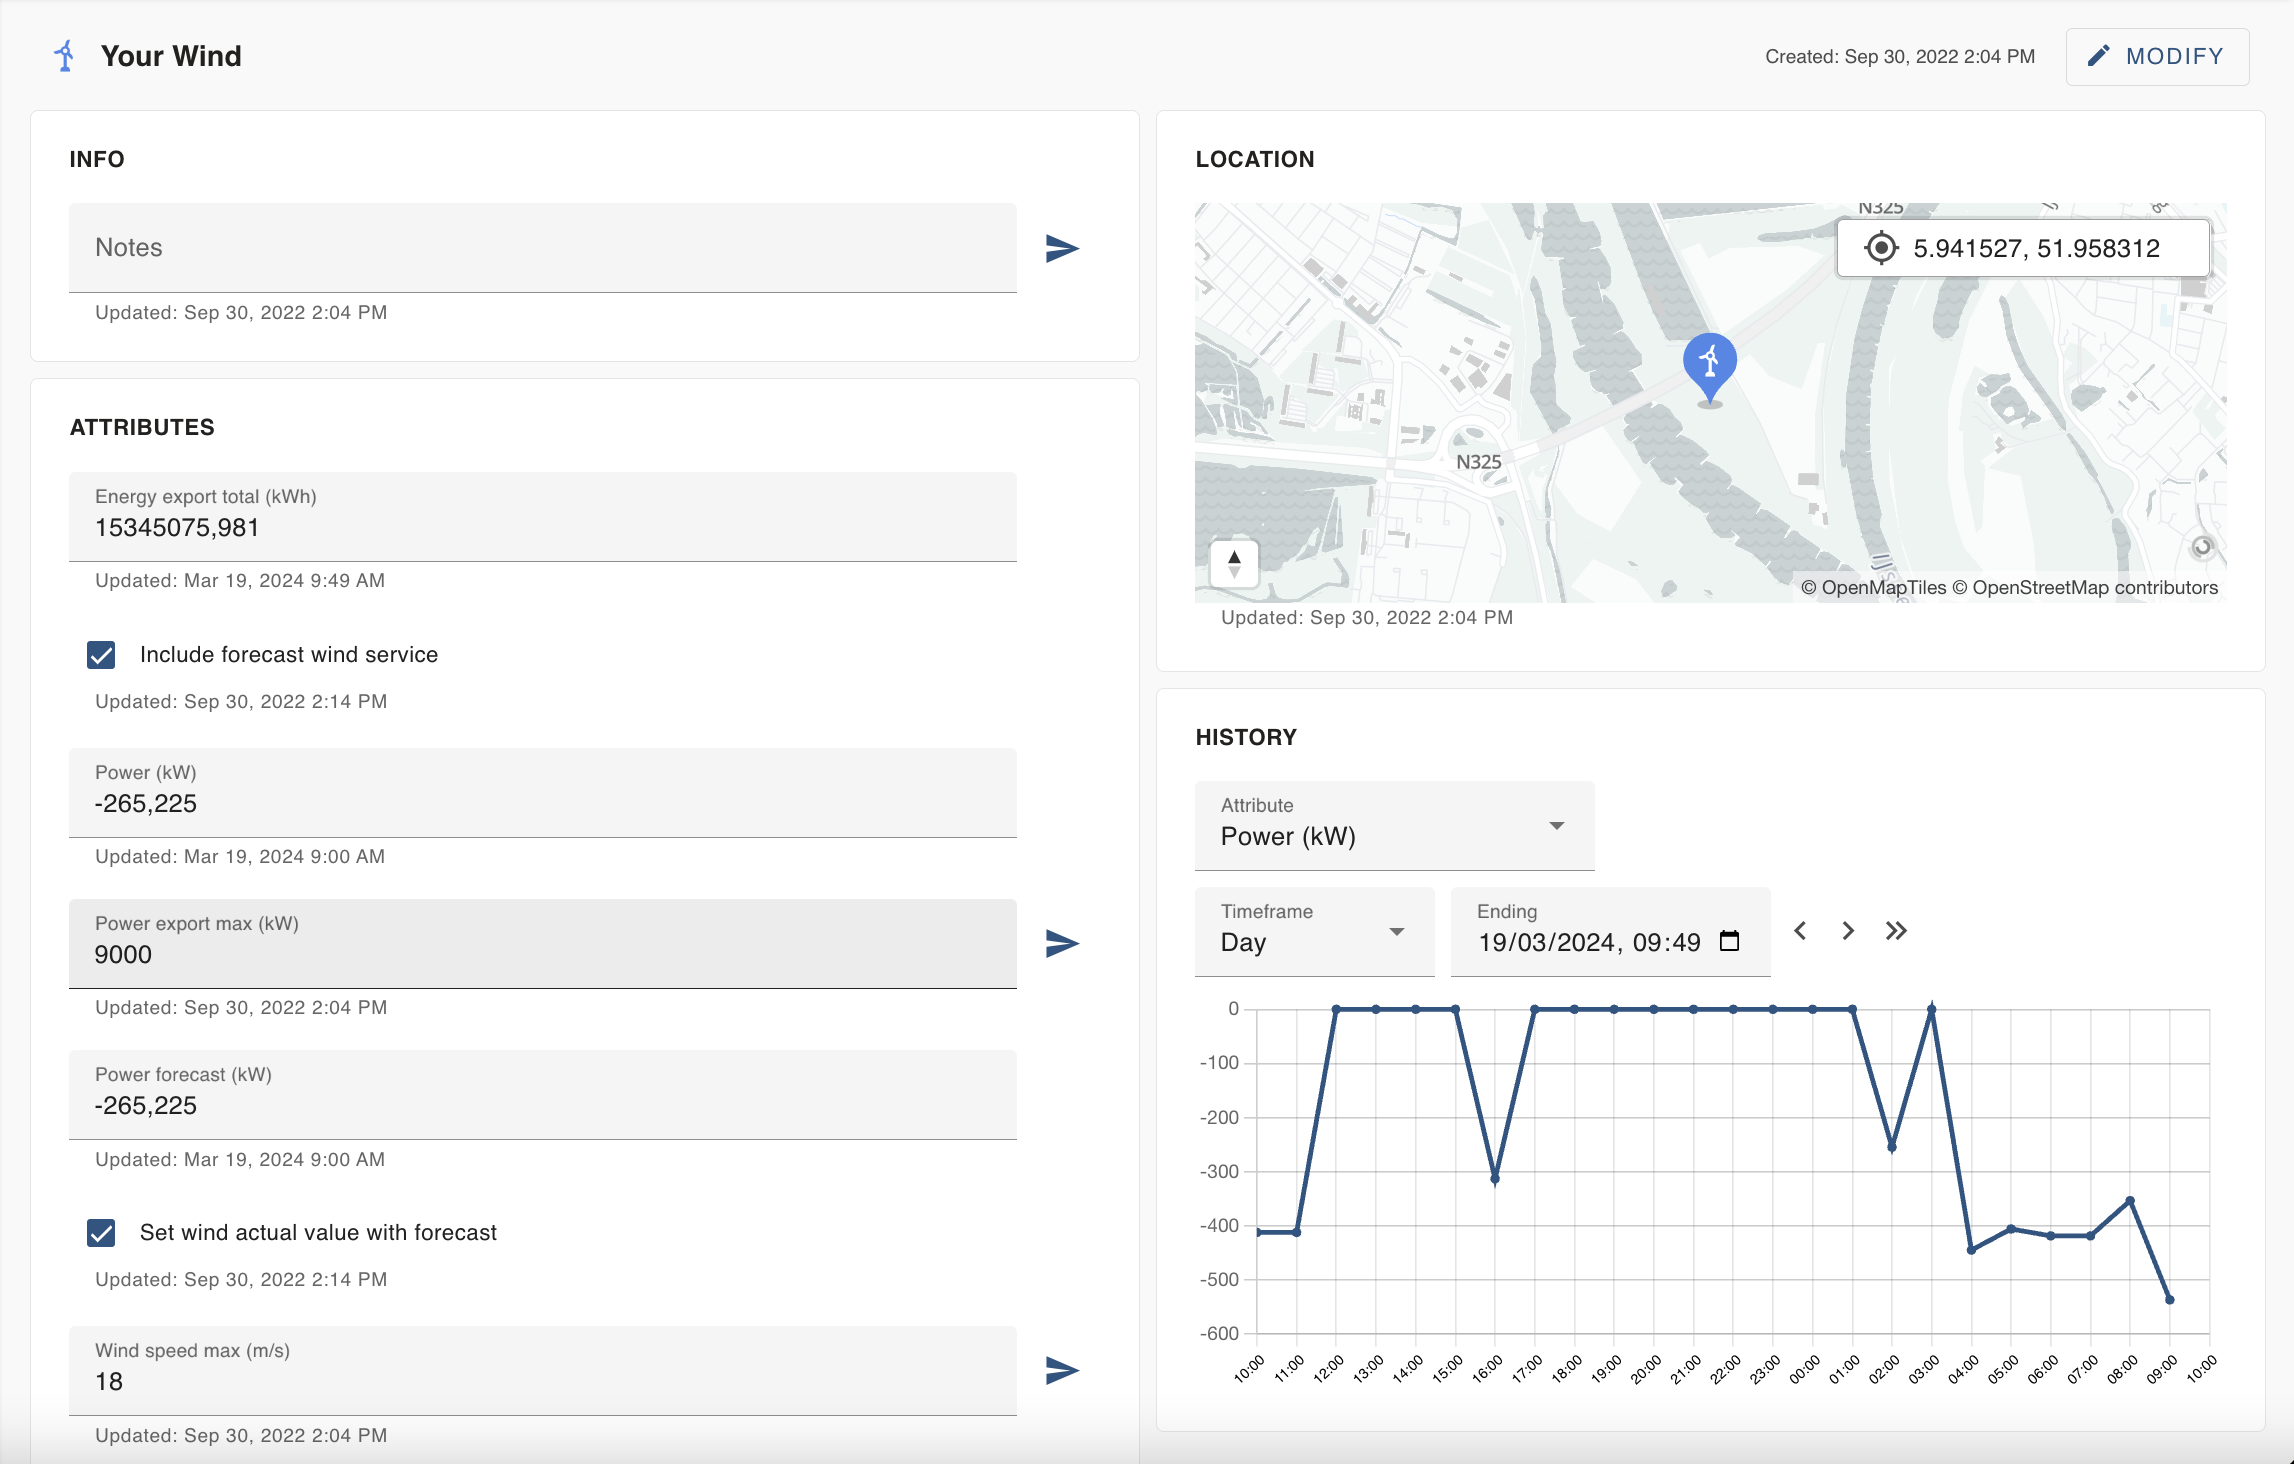 Your Wind
Created: Sep 30, 2022 2:04 PM
MODIFY
INFO
Notes
Updated: Sep 30, 2022 2:04 PM
ATTRIBUTES
Energy export total (kWh)
15345075,981
Updated: Mar 19, 2024 9:49 AM
Include forecast wind service
Updated: Sep 30, 2022 2:14 PM
Power (kW)
-265,225
Updated: Mar 19, 2024 9:00 AM
Power export max (kW)
9000
Updated: Sep 30, 2022 2:04 PM
Power forecast (kW)
-265,225
Updated: Mar 19, 2024 9:00 AM
Set wind actual value with forecast
Updated: Sep 30, 2022 2:14 PM
Wind speed max (m/s)
18
Updated: Sep 30, 2022 2:04 PM
LOCATION
N325
5.941527, 51.958312
N325
© OpenMapTiles © OpenStreetMap contributors
Updated: Sep 30, 2022 2:04 PM
HISTORY
Attribute
Power (kW)
Timeframe
Day
Ending
19/03/2024, 09:49
0
-100
-200
-300
-400
-500
-600
10:00 11:00 12:00 13:00 14:00 15:00 16:00 17:00 18:00 19:00 20:00 21:00 22:00 23:00 00:00 01:00 02:00 03:00 04:00 05:00 06:00 07:00 08:00 09:00 10:00